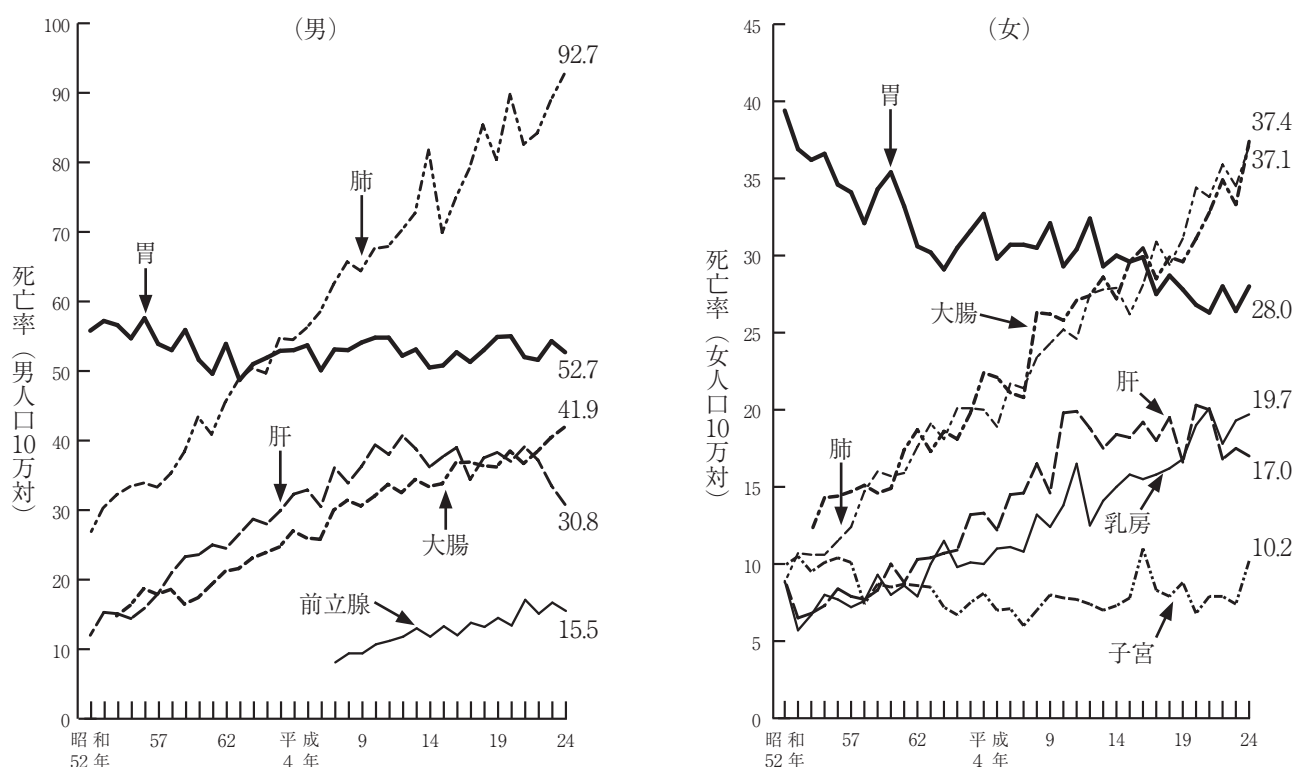 （男）
100
90
80
70
60
50
40
30
20
10
0
死亡率（男人口10万対）
胃
肺
肝
大腸
前立腺
92.7
52.7
41.9
30.8
15.5
昭和52年
57
62
平成4年
9
14
19
24
（女）
45
40
35
30
25
20
15
10
5
0
死亡率（女人口10万対）
胃
大腸
肺
肝
乳房
子宮
37.4
37.1
28.0
19.7
17.0
10.2
昭和52年
57
62
平成4年
9
14
19
24